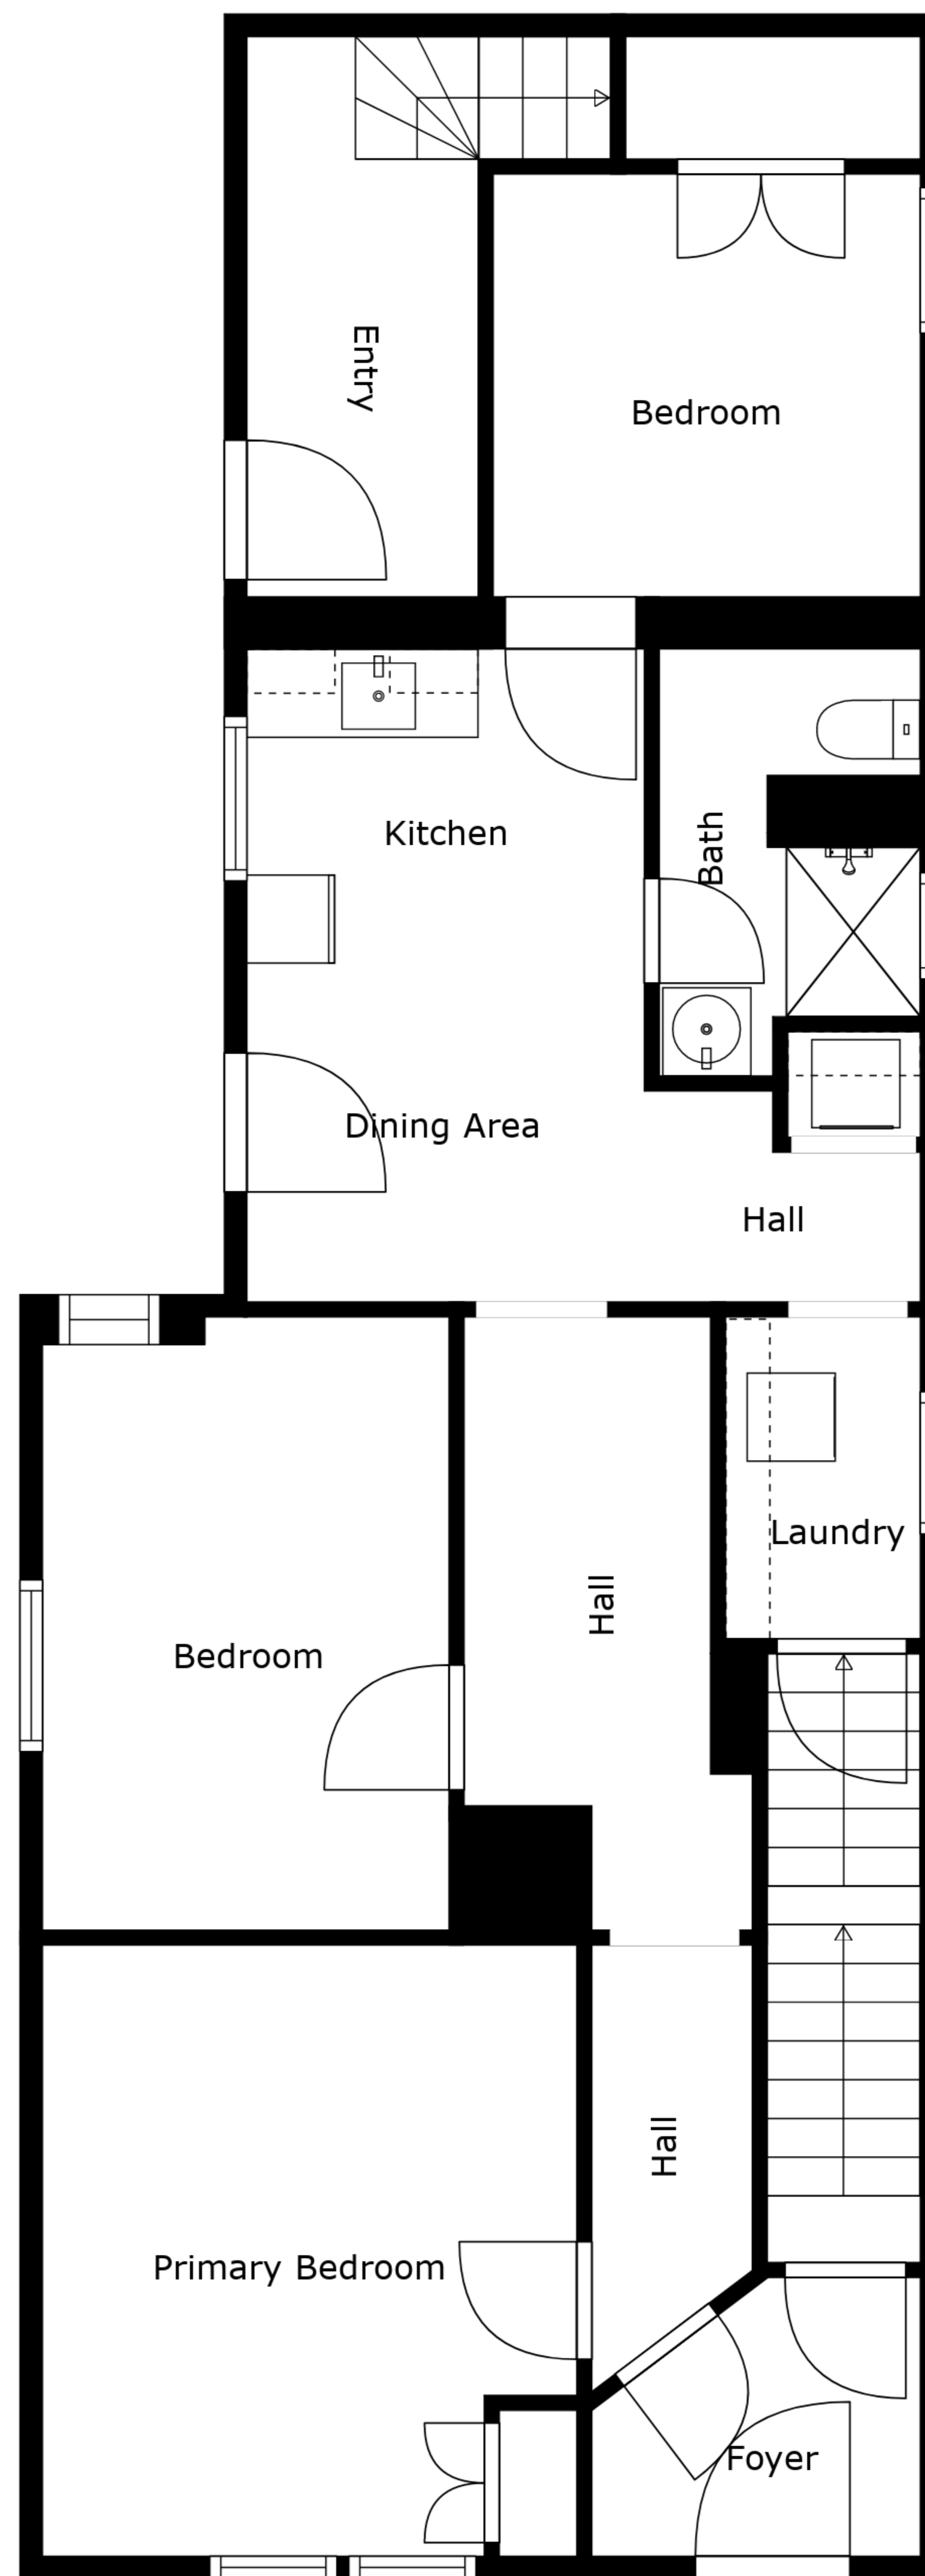 Entry
Bedroom
Kitchen
Bath
Dining Area
Hall
Laundry
Hall
Bedroom
Hall
Primary Bedroom
Foyer